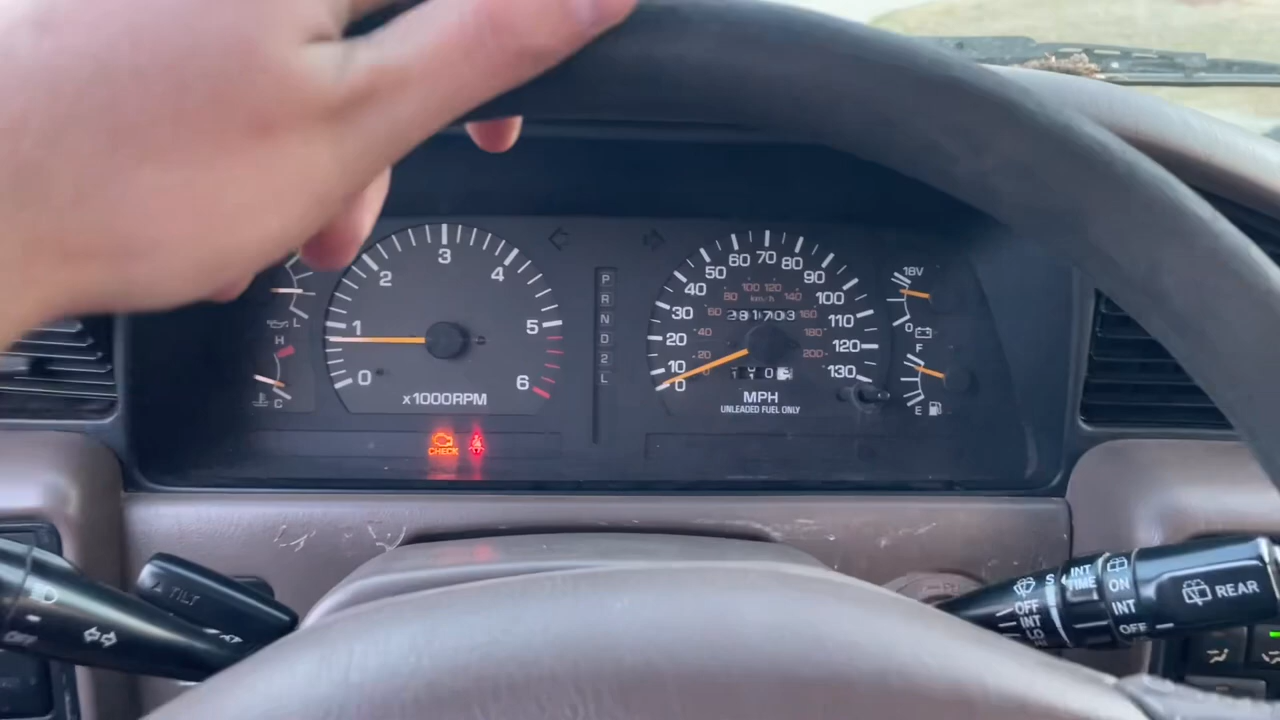 0
1
2
3
4
5
6
x1000RPM
L
H
C
CHECK
P
R
N
D
2
L
0
10
20
30
40
50
60
70
80
90
100
110
120
130
20
40
60
80
100
120
140
160
180
200
km/h
281703
MPH
UNLEADED FUEL ONLY
18V
0
F
E
TILT
OFF
OFF
INT
INT
TIME
ON
INT
OFF
REAR